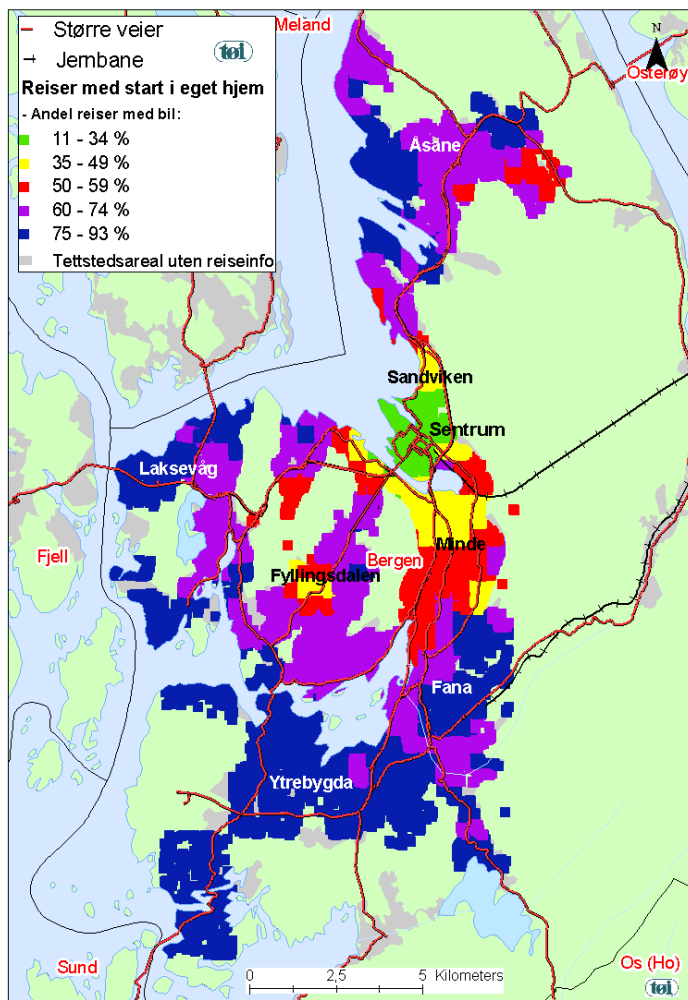 Større veier
Jernbane
tøi
Reiser med start i eget hjem
- Andel reiser med bil:
11 - 34 %
35 - 49 %
50 - 59 %
60 - 74 %
75 - 93 %
Tettstedsareal uten reiseinfo
Meland
N
Osterøy
Åsane
Sandviken
Sentrum
Laksevåg
Fjell
Bergen
Minde
Fyllingsdalen
Fana
Ytrebygda
Sund
0 2,5 5 Kilometers
Os (Ho)
tøi